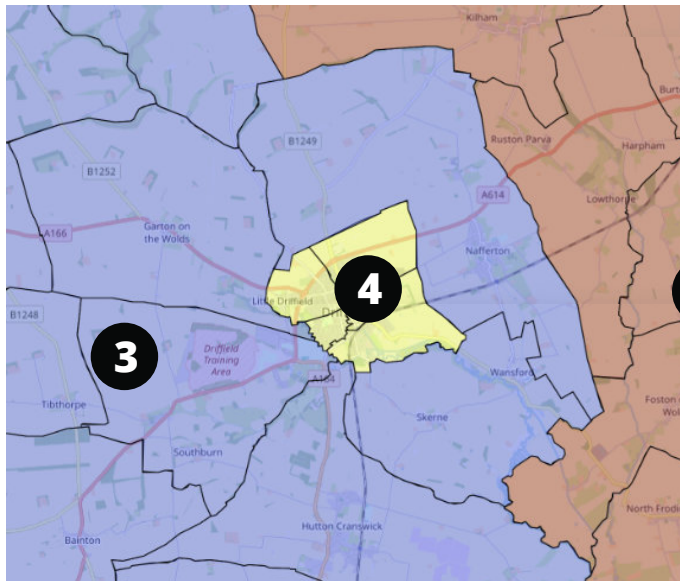 Kilham
Burt
B1249
Ruston Parva
Harpham
B1252
A614
Lowthorpe
Garton on
the Wolds
A166
Nafferton
4
Little Driffield
B1248
3
Driffield
Training
Area
A164
Wansford
Tibthorpe
Foston
Skerne
Southburn
North Frodi
Hutton Cranswick
Bainton